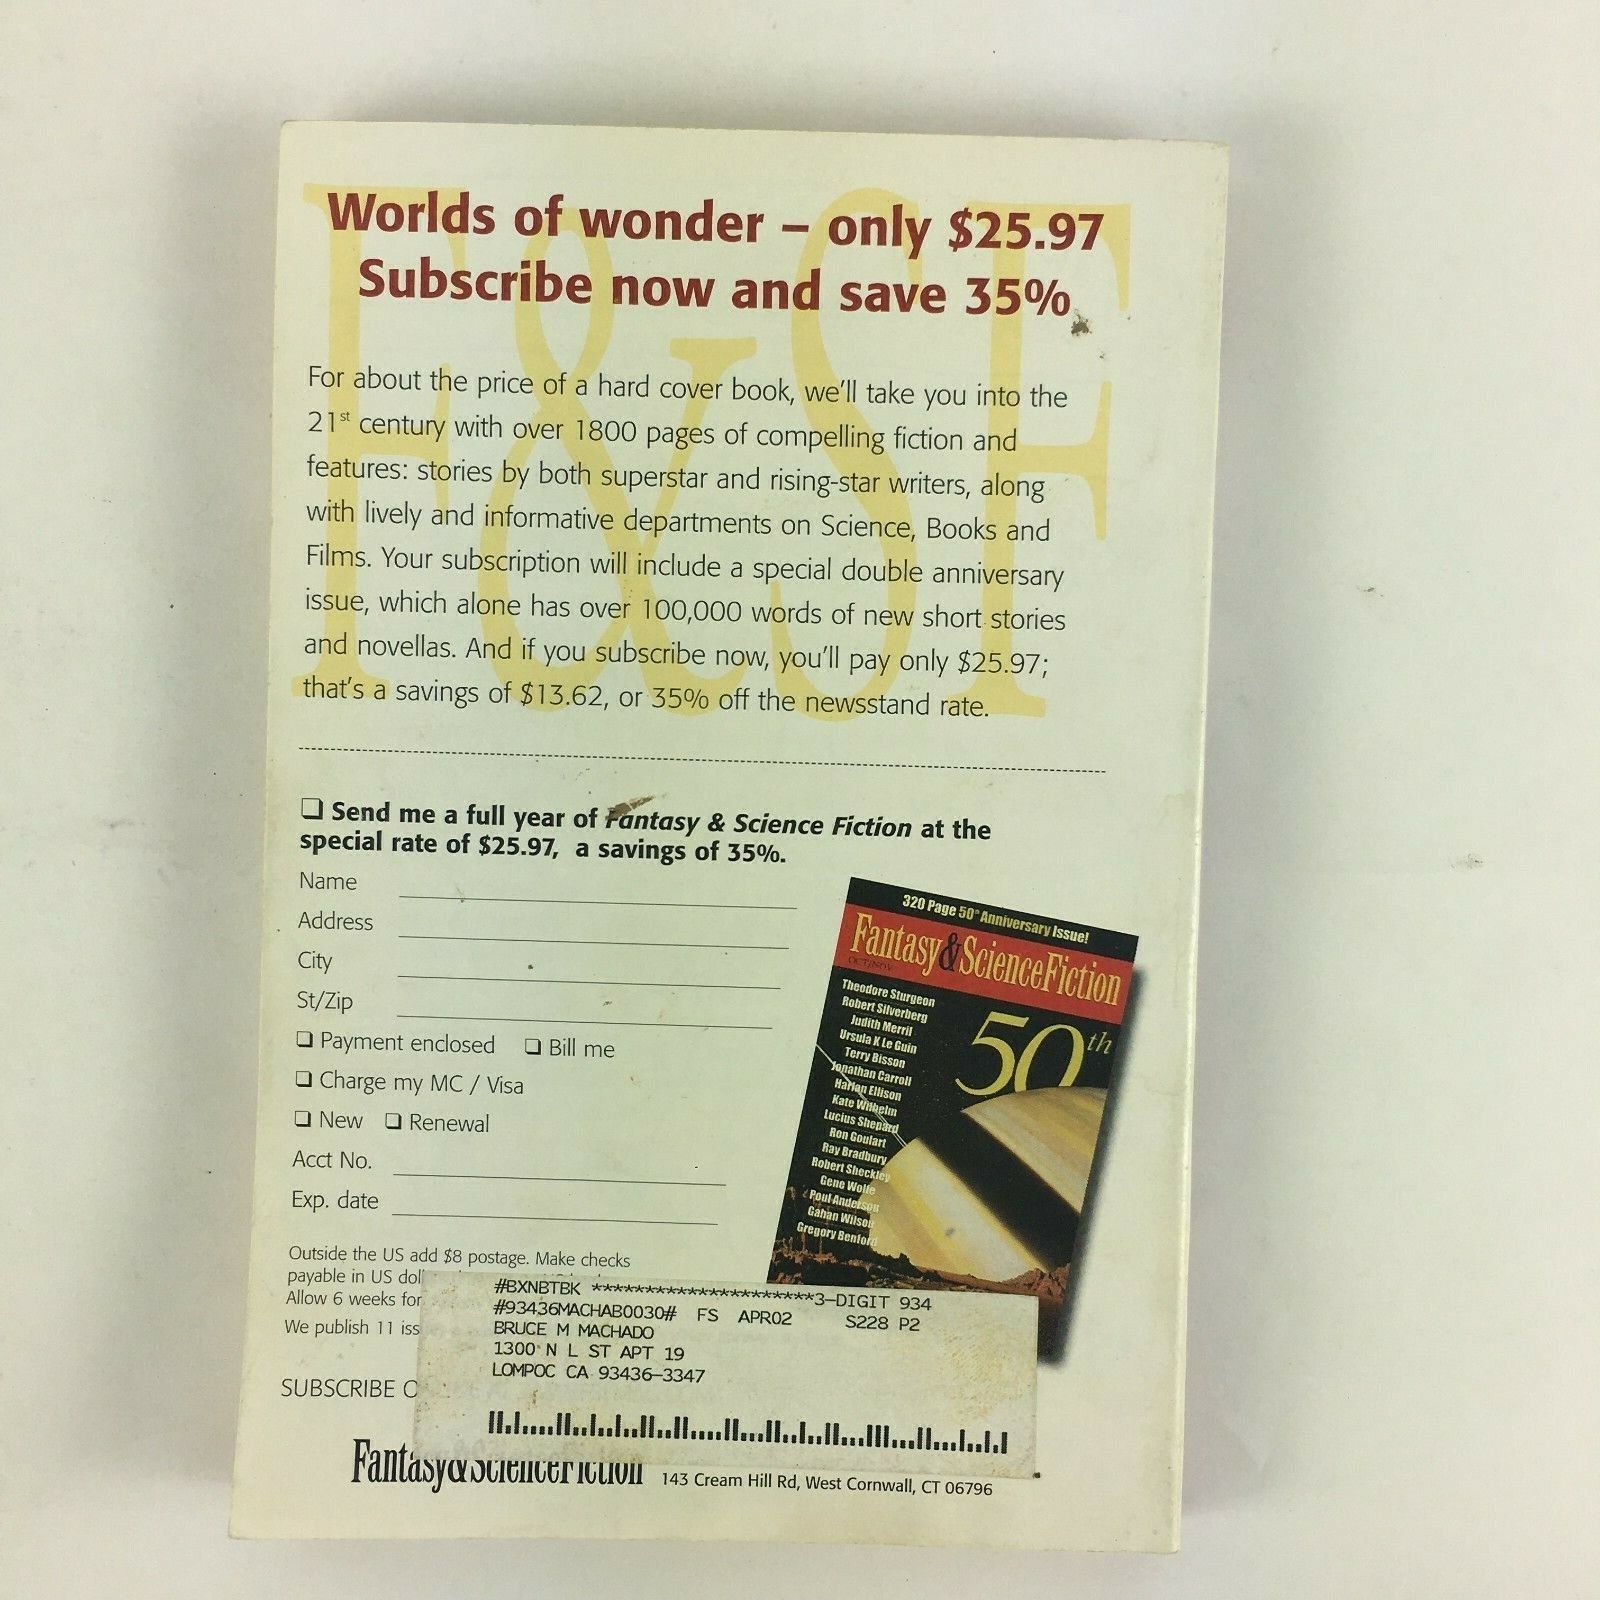 Worlds of wonder – only $25.97
Subscribe now and save 35%
For about the price of a hard cover book, we'll take you into the
21st century with over 1800 pages of compelling fiction and
features: stories by both superstar and rising-star writers, along
with lively and informative departments on Science, Books and
Films. Your subscription will include a special double anniversary
issue, which alone has over 100,000 words of new short stories
and novellas. And if you subscribe now, you'll pay only $25.97;
that's a savings of $13.62, or 35% off the newsstand rate.
F&SF
❑ Send me a full year of Fantasy & Science Fiction at the
special rate of $25.97, a savings of 35%.
Name
Address
City
St/Zip
❑ Payment enclosed ❑ Bill me
❑ Charge my MC / Visa
❑ New ❑ Renewal
Acct No.
Exp. date
Outside the US add $8 postage. Make checks
payable in US
Allow 6 weeks for
We publish 11
SUBSCRIBE
320 Page 50th Anniversary Issue!
Fantasy & Science Fiction
OCT/NOV
50th
Theodore Sturgeon
Robert Silverberg
Judith Merril
Ursula K Le Guin
Terry Bisson
Jonathan Carroll
Harlan Ellison
Kate Wilhelm
Lucius Shepard
Ron Goulart
Ray Bradbury
Robert Sheckley
Gene Wolfe
Poul Anderson
Gahan Wilson
Gregory Benford
#BXNBTBK *********************3-DIGIT 934
#93436MACHAB0030# FS APR02 S228 P2
BRUCE M MACHADO
1300 N L ST APT 19
LOMPOC CA 93436-3347
Fantasy & Science Fiction 143 Cream Hill Rd, West Cornwall, CT 06796